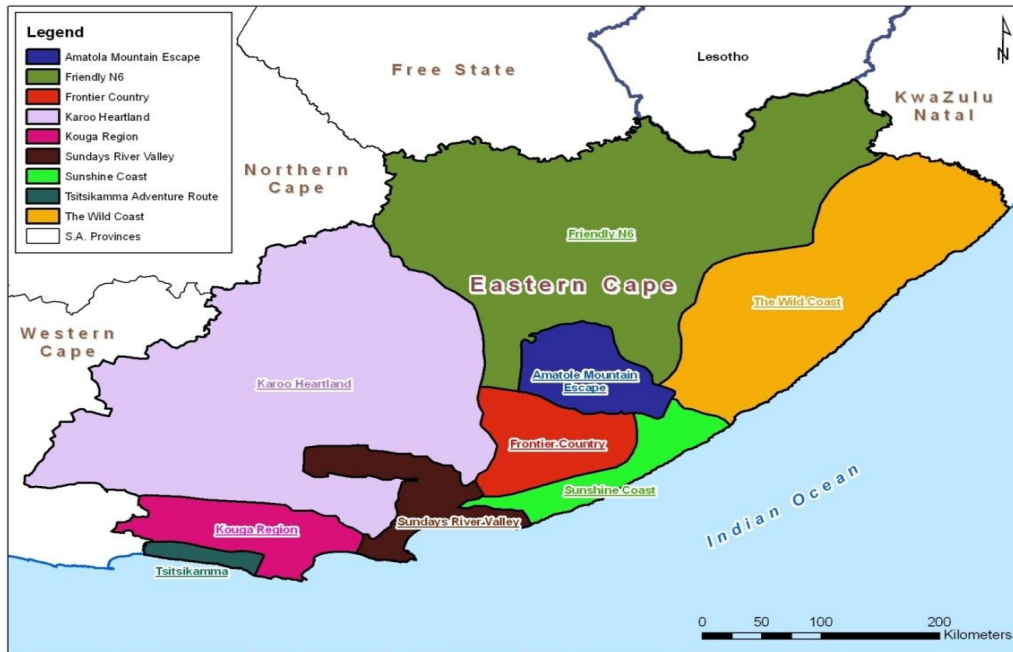 Legend
Amatola Mountain Escape
Friendly N6
Frontier Country
Karoo Heartland
Kouga Region
Sundays River Valley
Sunshine Coast
Tsitsikamma Adventure Route
The Wild Coast
S.A. Provinces
Free State
Lesotho
N
KwaZulu
Natal
Northern
Cape
Friendly N6
Eastern Cape
The Wild Coast
Western
Cape
Karoo Heartland
Amatole Mountain
Escape
Frontier Country
Sunshine Coast
Indian Ocean
Kouga Region
Sundays River Valley
Tsitsikamma
0 50 100 200
Kilometers